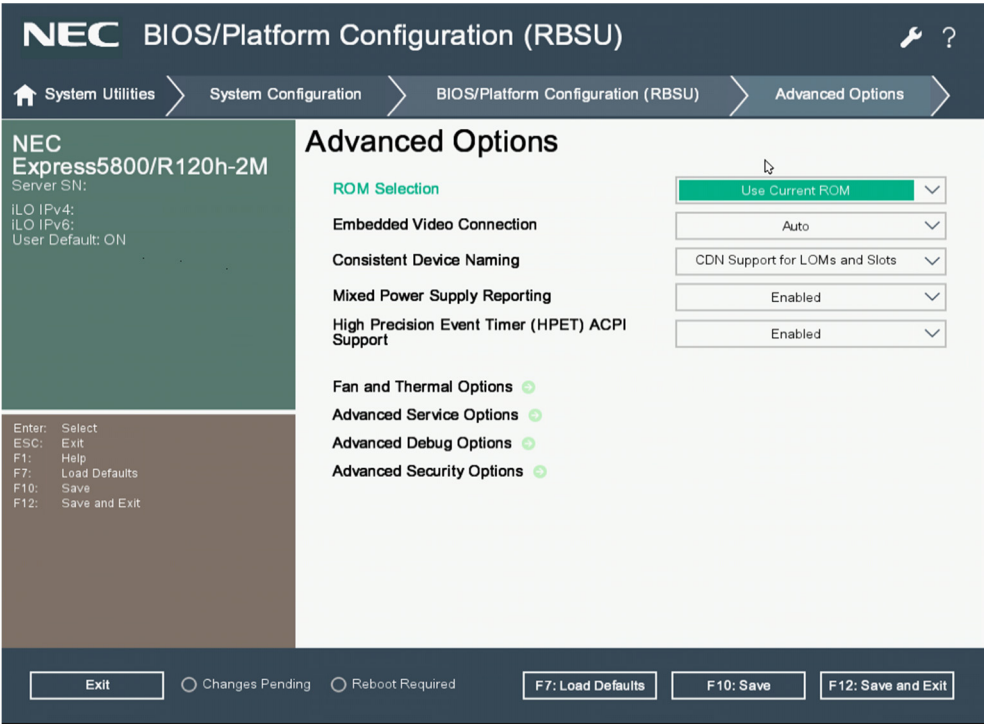 NEC BIOS/Platform Configuration (RBSU) ?
System Utilities System Configuration BIOS/Platform Configuration (RBSU) Advanced Options
NEC
Express5800/R120h-2M
Server SN:
iLO IPv4:
iLO IPv6:
User Default: ON
Enter: Select
ESC: Exit
F1: Help
F7: Load Defaults
F10: Save
F12: Save and Exit
Advanced Options
ROM Selection Use Current ROM
Embedded Video Connection Auto
Consistent Device Naming CDN Support for LOMs and Slots
Mixed Power Supply Reporting Enabled
High Precision Event Timer (HPET) ACPI
Support Enabled
Fan and Thermal Options
Advanced Service Options
Advanced Debug Options
Advanced Security Options
Exit Changes Pending Reboot Required F7: Load Defaults F10: Save F12: Save and Exit